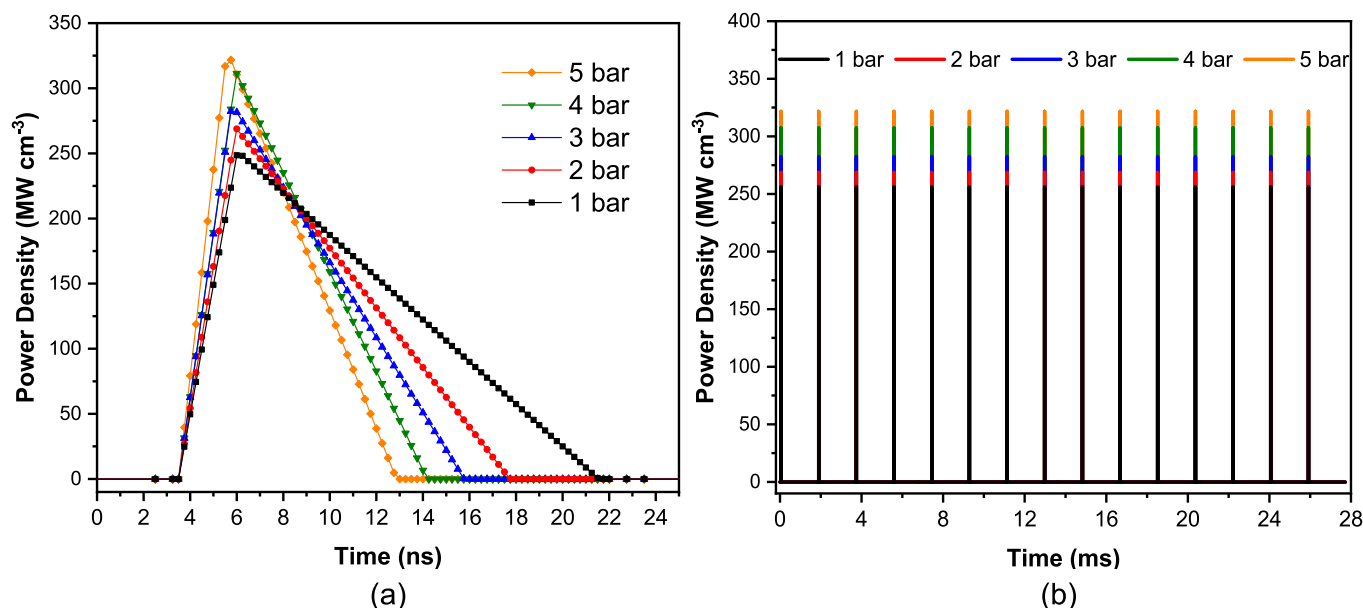 350
300
250
200
150
100
50
0
Power Density (MW cm⁻³)
5 bar
4 bar
3 bar
2 bar
1 bar
0 2 4 6 8 10 12 14 16 18 20 22 24
Time (ns)
(a)
400
350
300
250
200
150
100
50
0
Power Density (MW cm⁻³)
1 bar 2 bar 3 bar 4 bar 5 bar
0 4 8 12 16 20 24 28
Time (ms)
(b)